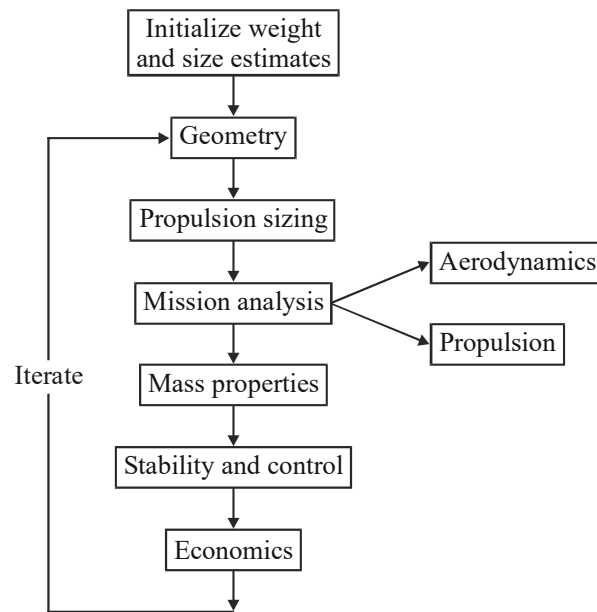 Initialize weight
and size estimates
Geometry
Propulsion sizing
Aerodynamics
Mission analysis
Propulsion
Iterate
Mass properties
Stability and control
Economics